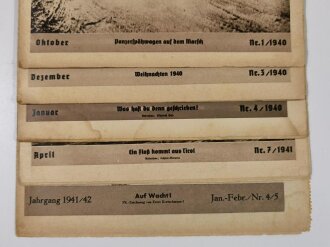 Oktober Panzerspähwagen auf dem Marsch Nr. 1/1940
Dezember Weihnachten 1940 Nr. 3/1940
Januar Was hast du denn geschrieben? Nr. 4/1940
April Ein Floß kommt aus Tirol Nr. 7/1941
Jahrgang 1941/42 Auf Wacht! Jan.-Febr./Nr. 4/5